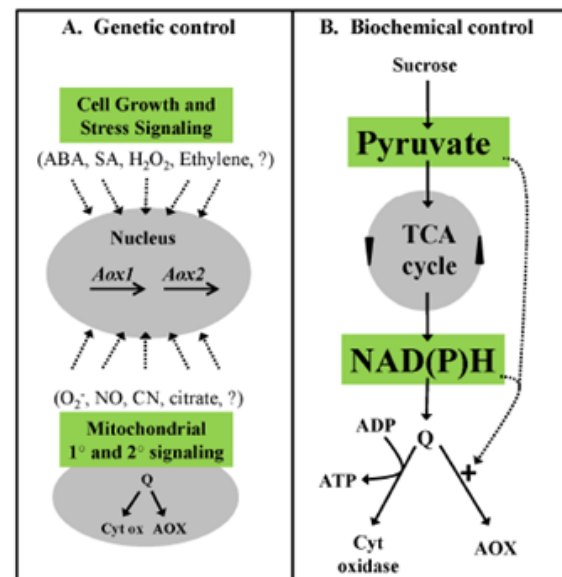 A. Genetic control
Cell Growth and
Stress Signaling
(ABA, SA, H₂O₂, Ethylene, ?)
Nucleus
Aox1 Aox2
(O₂⁻, NO, CN, citrate, ?)
Mitochondrial
1° and 2° signaling
Q
Cyt ox AOX
B. Biochemical control
Sucrose
Pyruvate
TCA
cycle
NAD(P)H
ADP
Q
ATP
+
Cyt
oxidase
AOX